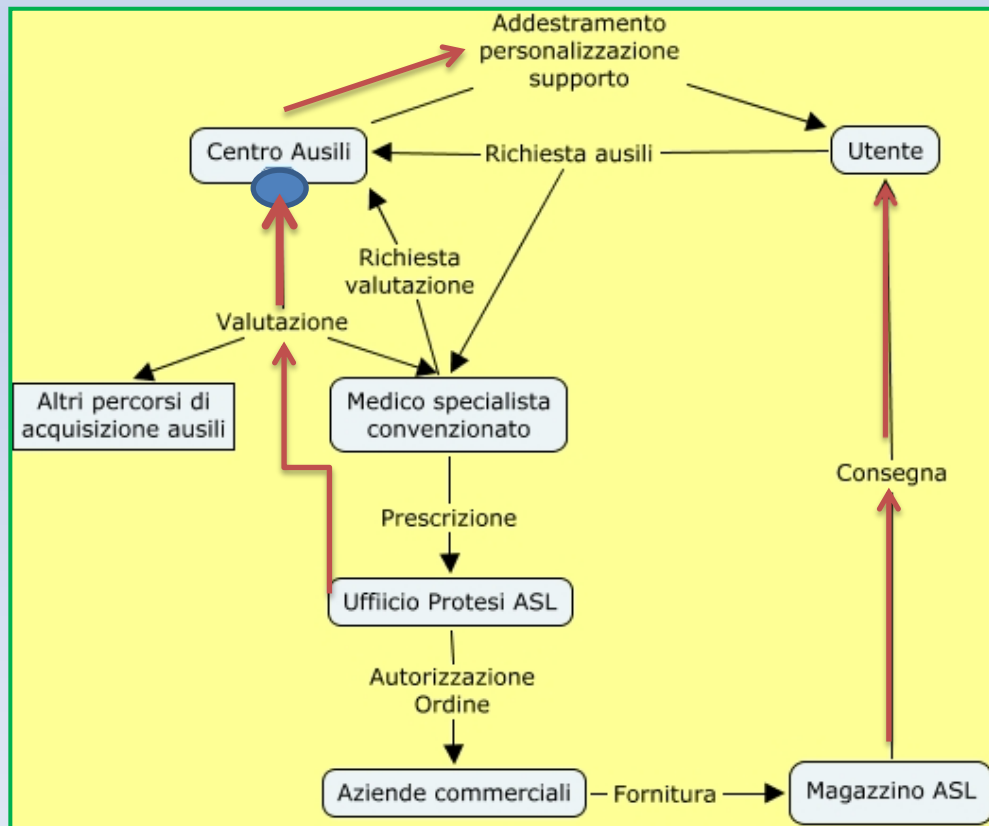 Addestramento
personalizzazione
supporto
Centro Ausili
Richiesta ausili
Utente
Richiesta
valutazione
Valutazione
Altri percorsi di
acquisizione ausili
Medico specialista
convenzionato
Consegna
Prescrizione
Uffiicio Protesi ASL
Autorizzazione
Ordine
Aziende commerciali
Fornitura
Magazzino ASL